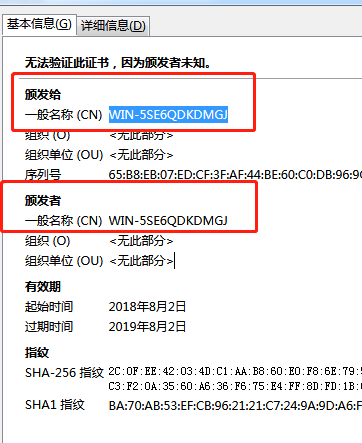 基本信息(G) 详细信息(D)
无法验证此证书，因为颁发者未知。
颁发给
一般名称 (CN) WIN-5SE6QDKDMGJ
组织 (O) <无此部分>
组织单位 (OU) <无此部分>
序列号 65:B8:EB:07:ED:CF:3F:AF:44:BE:60:C0:DB:96:9
颁发者
一般名称 (CN) WIN-5SE6QDKDMGJ
组织 (O) <无此部分>
组织单位 (OU) <无此部分>
有效期
起始时间 2018年8月2日
过期时间 2019年8月2日
指纹
SHA-256 指纹 2C:0F:EE:42:03:4D:C1:AA:B8:60:E0:F8:6E:79:
C3:F2:0A:35:60:A6:36:F6:75:E4:FF:8D:FD:1B:
SHA1 指纹 BA:70:AB:53:EF:CB:96:21:21:C7:24:9A:9D:A6:F